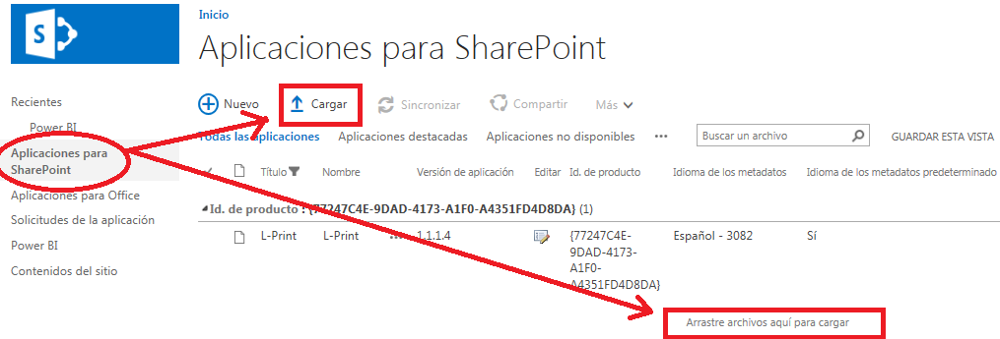 Inicio
Aplicaciones para SharePoint
Recientes
Power BI
Aplicaciones para
SharePoint
Aplicaciones para Office
Solicitudes de la aplicación
Power BI
Contenidos del sitio
Nuevo Cargar Sincronizar Compartir Más
Todas las aplicaciones Aplicaciones destacadas Aplicaciones no disponibles ••• Buscar un archivo GUARDAR ESTA VISTA
Título Nombre Versión de aplicación Editar Id. de producto Idioma de los metadatos Idioma de los metadatos predeterminado
Id. de producto : {77247C4E-9DAD-4173-A1F0-A4351FD4D8DA} (1)
L-Print L-Print ••• 1.1.1.4 {77247C4E- Español - 3082 Sí
9DAD-4173-
A1F0-
A4351FD4D8DA}
Arrastre archivos aquí para cargar